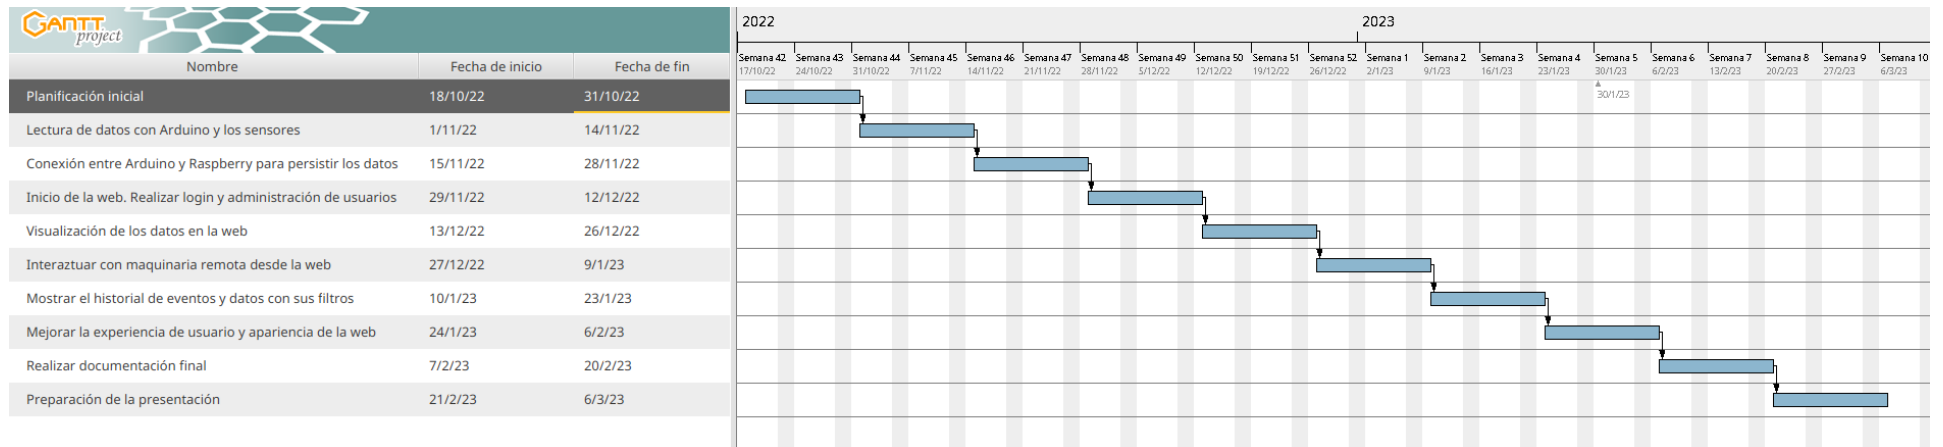 GANTT
project
2022 2023
Nombre Fecha de inicio Fecha de fin
Semana 42 Semana 43 Semana 44 Semana 45 Semana 46 Semana 47 Semana 48 Semana 49 Semana 50 Semana 51 Semana 52 Semana 1 Semana 2 Semana 3 Semana 4 Semana 5 Semana 6 Semana 7 Semana 8 Semana 9 Semana 10
17/10/22 24/10/22 31/10/22 7/11/22 14/11/22 21/11/22 28/11/22 5/12/22 12/12/22 19/12/22 26/12/22 2/1/23 9/1/23 16/1/23 23/1/23 30/1/23 6/2/23 13/2/23 20/2/23 27/2/23 6/3/23
30/1/23
Planificación inicial 18/10/22 31/10/22
Lectura de datos con Arduino y los sensores 1/11/22 14/11/22
Conexión entre Arduino y Raspberry para persistir los datos 15/11/22 28/11/22
Inicio de la web. Realizar login y administración de usuarios 29/11/22 12/12/22
Visualización de los datos en la web 13/12/22 26/12/22
Interaztuar con maquinaria remota desde la web 27/12/22 9/1/23
Mostrar el historial de eventos y datos con sus filtros 10/1/23 23/1/23
Mejorar la experiencia de usuario y apariencia de la web 24/1/23 6/2/23
Realizar documentación final 7/2/23 20/2/23
Preparación de la presentación 21/2/23 6/3/23